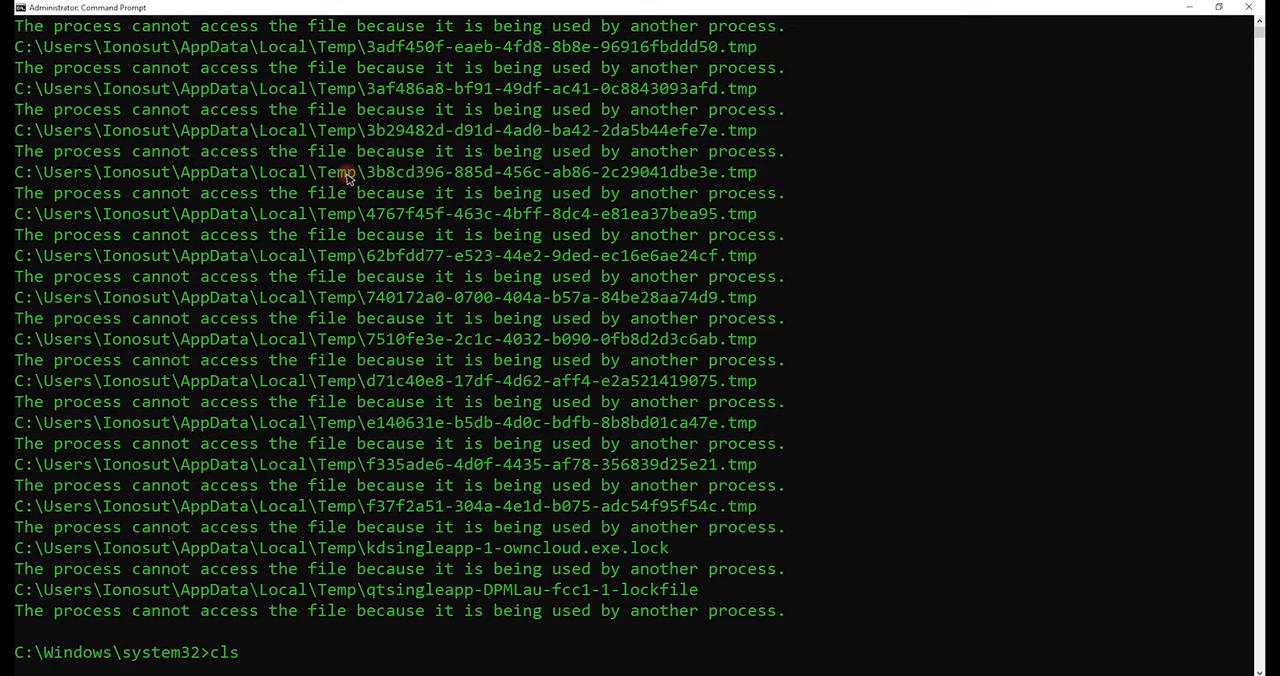 Administrator: Command Prompt
The process cannot access the file because it is being used by another process.
C:\Users\Ionosut\AppData\Local\Temp\3adf450f-eaeb-4fd8-8b8e-96916fbddd50.tmp
The process cannot access the file because it is being used by another process.
C:\Users\Ionosut\AppData\Local\Temp\3af486a8-bf91-49df-ac41-0c8843093afd.tmp
The process cannot access the file because it is being used by another process.
C:\Users\Ionosut\AppData\Local\Temp\3b29482d-d91d-4ad0-ba42-2da5b44efe7e.tmp
The process cannot access the file because it is being used by another process.
C:\Users\Ionosut\AppData\Local\Temp\3b8cd396-885d-456c-ab86-2c29041dbe3e.tmp
The process cannot access the file because it is being used by another process.
C:\Users\Ionosut\AppData\Local\Temp\4767f45f-463c-4bff-8dc4-e81ea37bea95.tmp
The process cannot access the file because it is being used by another process.
C:\Users\Ionosut\AppData\Local\Temp\62bfdd77-e523-44e2-9ded-ec16e6ae24cf.tmp
The process cannot access the file because it is being used by another process.
C:\Users\Ionosut\AppData\Local\Temp\740172a0-0700-404a-b57a-84be28aa74d9.tmp
The process cannot access the file because it is being used by another process.
C:\Users\Ionosut\AppData\Local\Temp\7510fe3e-2c1c-4032-b090-0fb8d2d3c6ab.tmp
The process cannot access the file because it is being used by another process.
C:\Users\Ionosut\AppData\Local\Temp\d71c40e8-17df-4d62-aff4-e2a521419075.tmp
The process cannot access the file because it is being used by another process.
C:\Users\Ionosut\AppData\Local\Temp\e140631e-b5db-4d0c-bdfb-8b8bd01ca47e.tmp
The process cannot access the file because it is being used by another process.
C:\Users\Ionosut\AppData\Local\Temp\f335ade6-4d0f-4435-af78-356839d25e21.tmp
The process cannot access the file because it is being used by another process.
C:\Users\Ionosut\AppData\Local\Temp\f37f2a51-304a-4e1d-b075-adc54f95f54c.tmp
The process cannot access the file because it is being used by another process.
C:\Users\Ionosut\AppData\Local\Temp\kdsingleapp-1-owncloud.exe.lock
The process cannot access the file because it is being used by another process.
C:\Users\Ionosut\AppData\Local\Temp\qtsingleapp-DPMLau-fcc1-1-lockfile
The process cannot access the file because it is being used by another process.
C:\Windows\system32>cls